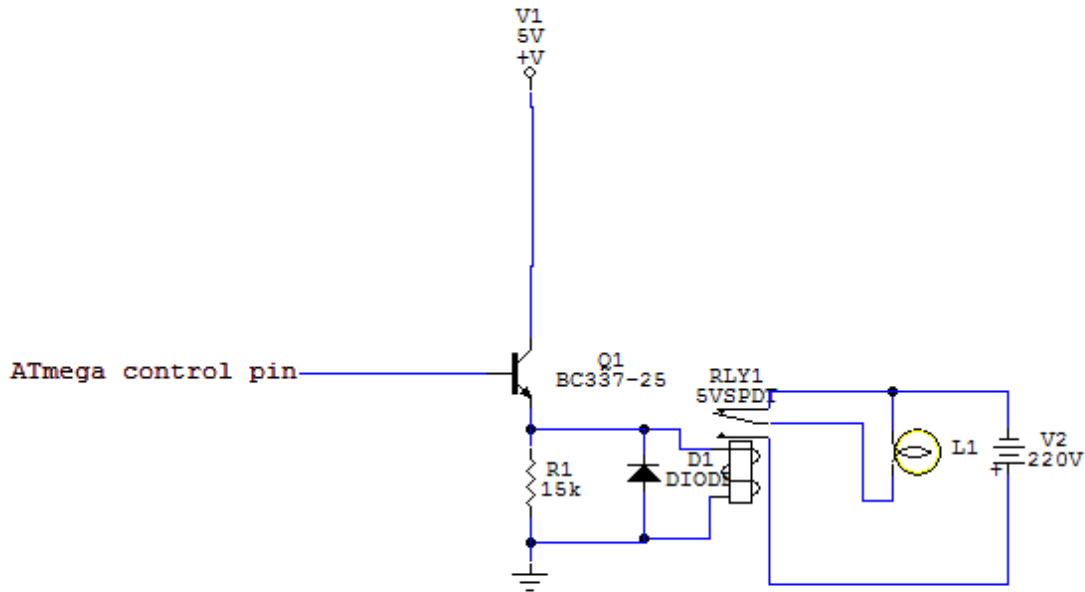 V1
5V
+V
ATmega control pin
Q1
BC337-25
RLY1
5VSPDT
R1
15k
D1
DIODE
L1
V2
220V
+